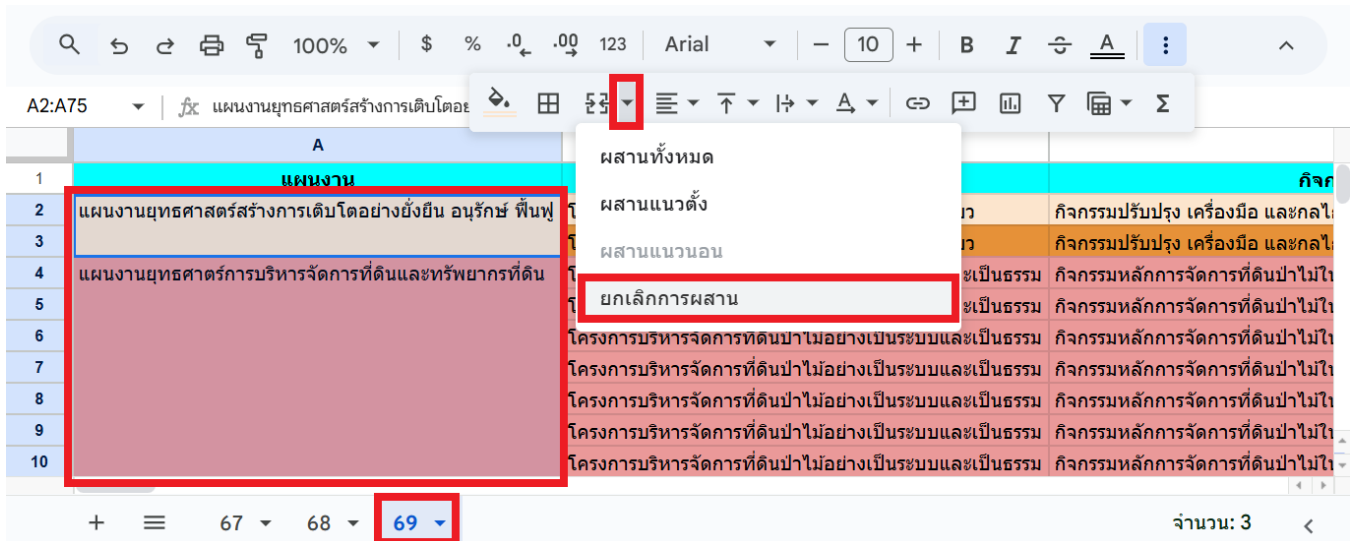 100% $ % .0 .00 123 Arial 10 B I A
A2:A75 fx แผนงานยุทธศาสตร์สร้างการเติบโตอย A Σ
ผสานทั้งหมด
ผสานแนวตั้ง
ผสานแนวนอน
ยกเลิกการผสาน
A
1 แผนงาน กิจก
2 แผนงานยุทธศาสตร์สร้างการเติบโตอย่างยั่งยืน อนุรักษ์ ฟื้นฟู กิจกรรมปรับปรุง เครื่องมือ และกลไ
3 กิจกรรมปรับปรุง เครื่องมือ และกลไ
4 แผนงานยุทธศาตร์การบริหารจัดการที่ดินและทรัพยากรที่ดิน ะเป็นธรรม กิจกรรมหลักการจัดการที่ดินป่าไม้ใ
5 ะเป็นธรรม กิจกรรมหลักการจัดการที่ดินป่าไม้ใ
6 โครงการบริหารจัดการที่ดินป่าไม้อย่างเป็นระบบและเป็นธรรม กิจกรรมหลักการจัดการที่ดินป่าไม้ใ
7 โครงการบริหารจัดการที่ดินป่าไม้อย่างเป็นระบบและเป็นธรรม กิจกรรมหลักการจัดการที่ดินป่าไม้ใ
8 โครงการบริหารจัดการที่ดินป่าไม้อย่างเป็นระบบและเป็นธรรม กิจกรรมหลักการจัดการที่ดินป่าไม้ใ
9 โครงการบริหารจัดการที่ดินป่าไม้อย่างเป็นระบบและเป็นธรรม กิจกรรมหลักการจัดการที่ดินป่าไม้ใ
10 โครงการบริหารจัดการที่ดินป่าไม้อย่างเป็นระบบและเป็นธรรม กิจกรรมหลักการจัดการที่ดินป่าไม้ใ
67 68 69 จำนวน: 3